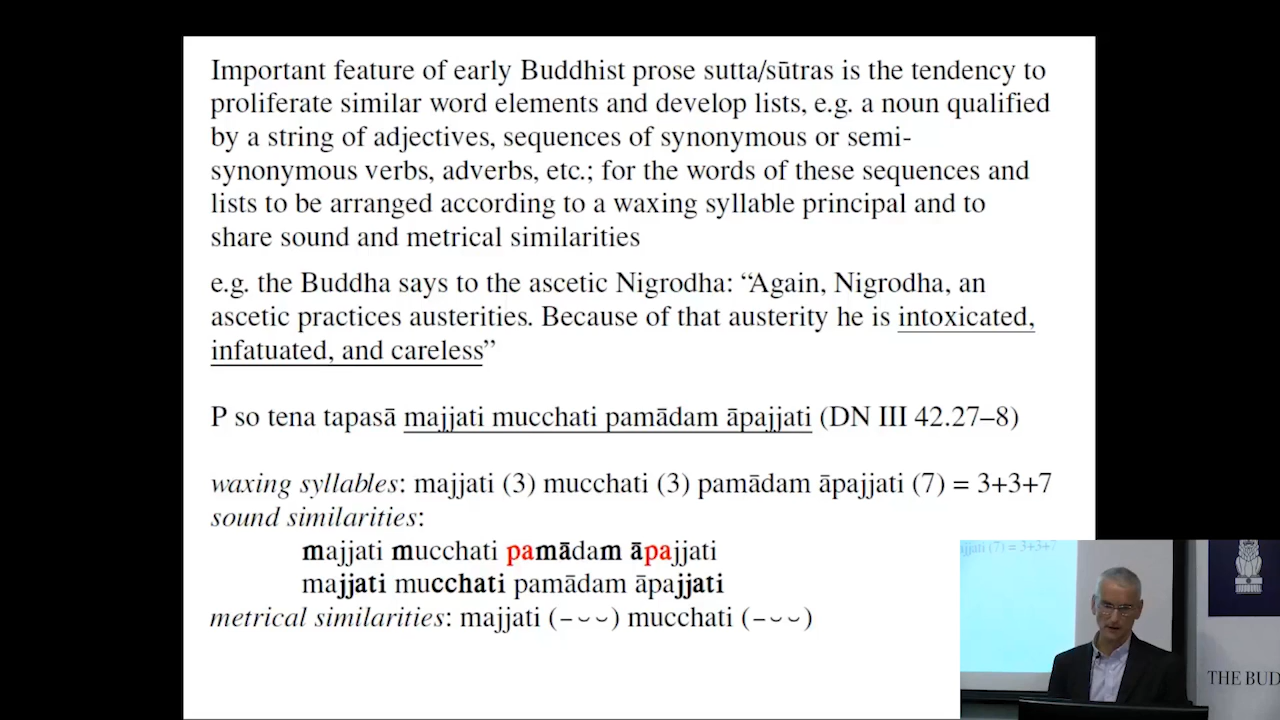 Important feature of early Buddhist prose sutta/sūtras is the tendency to
proliferate similar word elements and develop lists, e.g. a noun qualified
by a string of adjectives, sequences of synonymous or semi-
synonymous verbs, adverbs, etc.; for the words of these sequences and
lists to be arranged according to a waxing syllable principal and to
share sound and metrical similarities
e.g. the Buddha says to the ascetic Nigrodha: “Again, Nigrodha, an
ascetic practices austerities. Because of that austerity he is intoxicated,
infatuated, and careless”
P so tena tapasā majjati mucchati pamādam āpajjati (DN III 42.27–8)
waxing syllables: majjati (3) mucchati (3) pamādam āpajjati (7) = 3+3+7
sound similarities:
majjati mucchati pamādam āpajjati
majjati mucchati pamādam āpajjati
metrical similarities: majjati (–⏑⏑) mucchati (–⏑⏑)
jjati (7) = 3+3+7
THE BUD